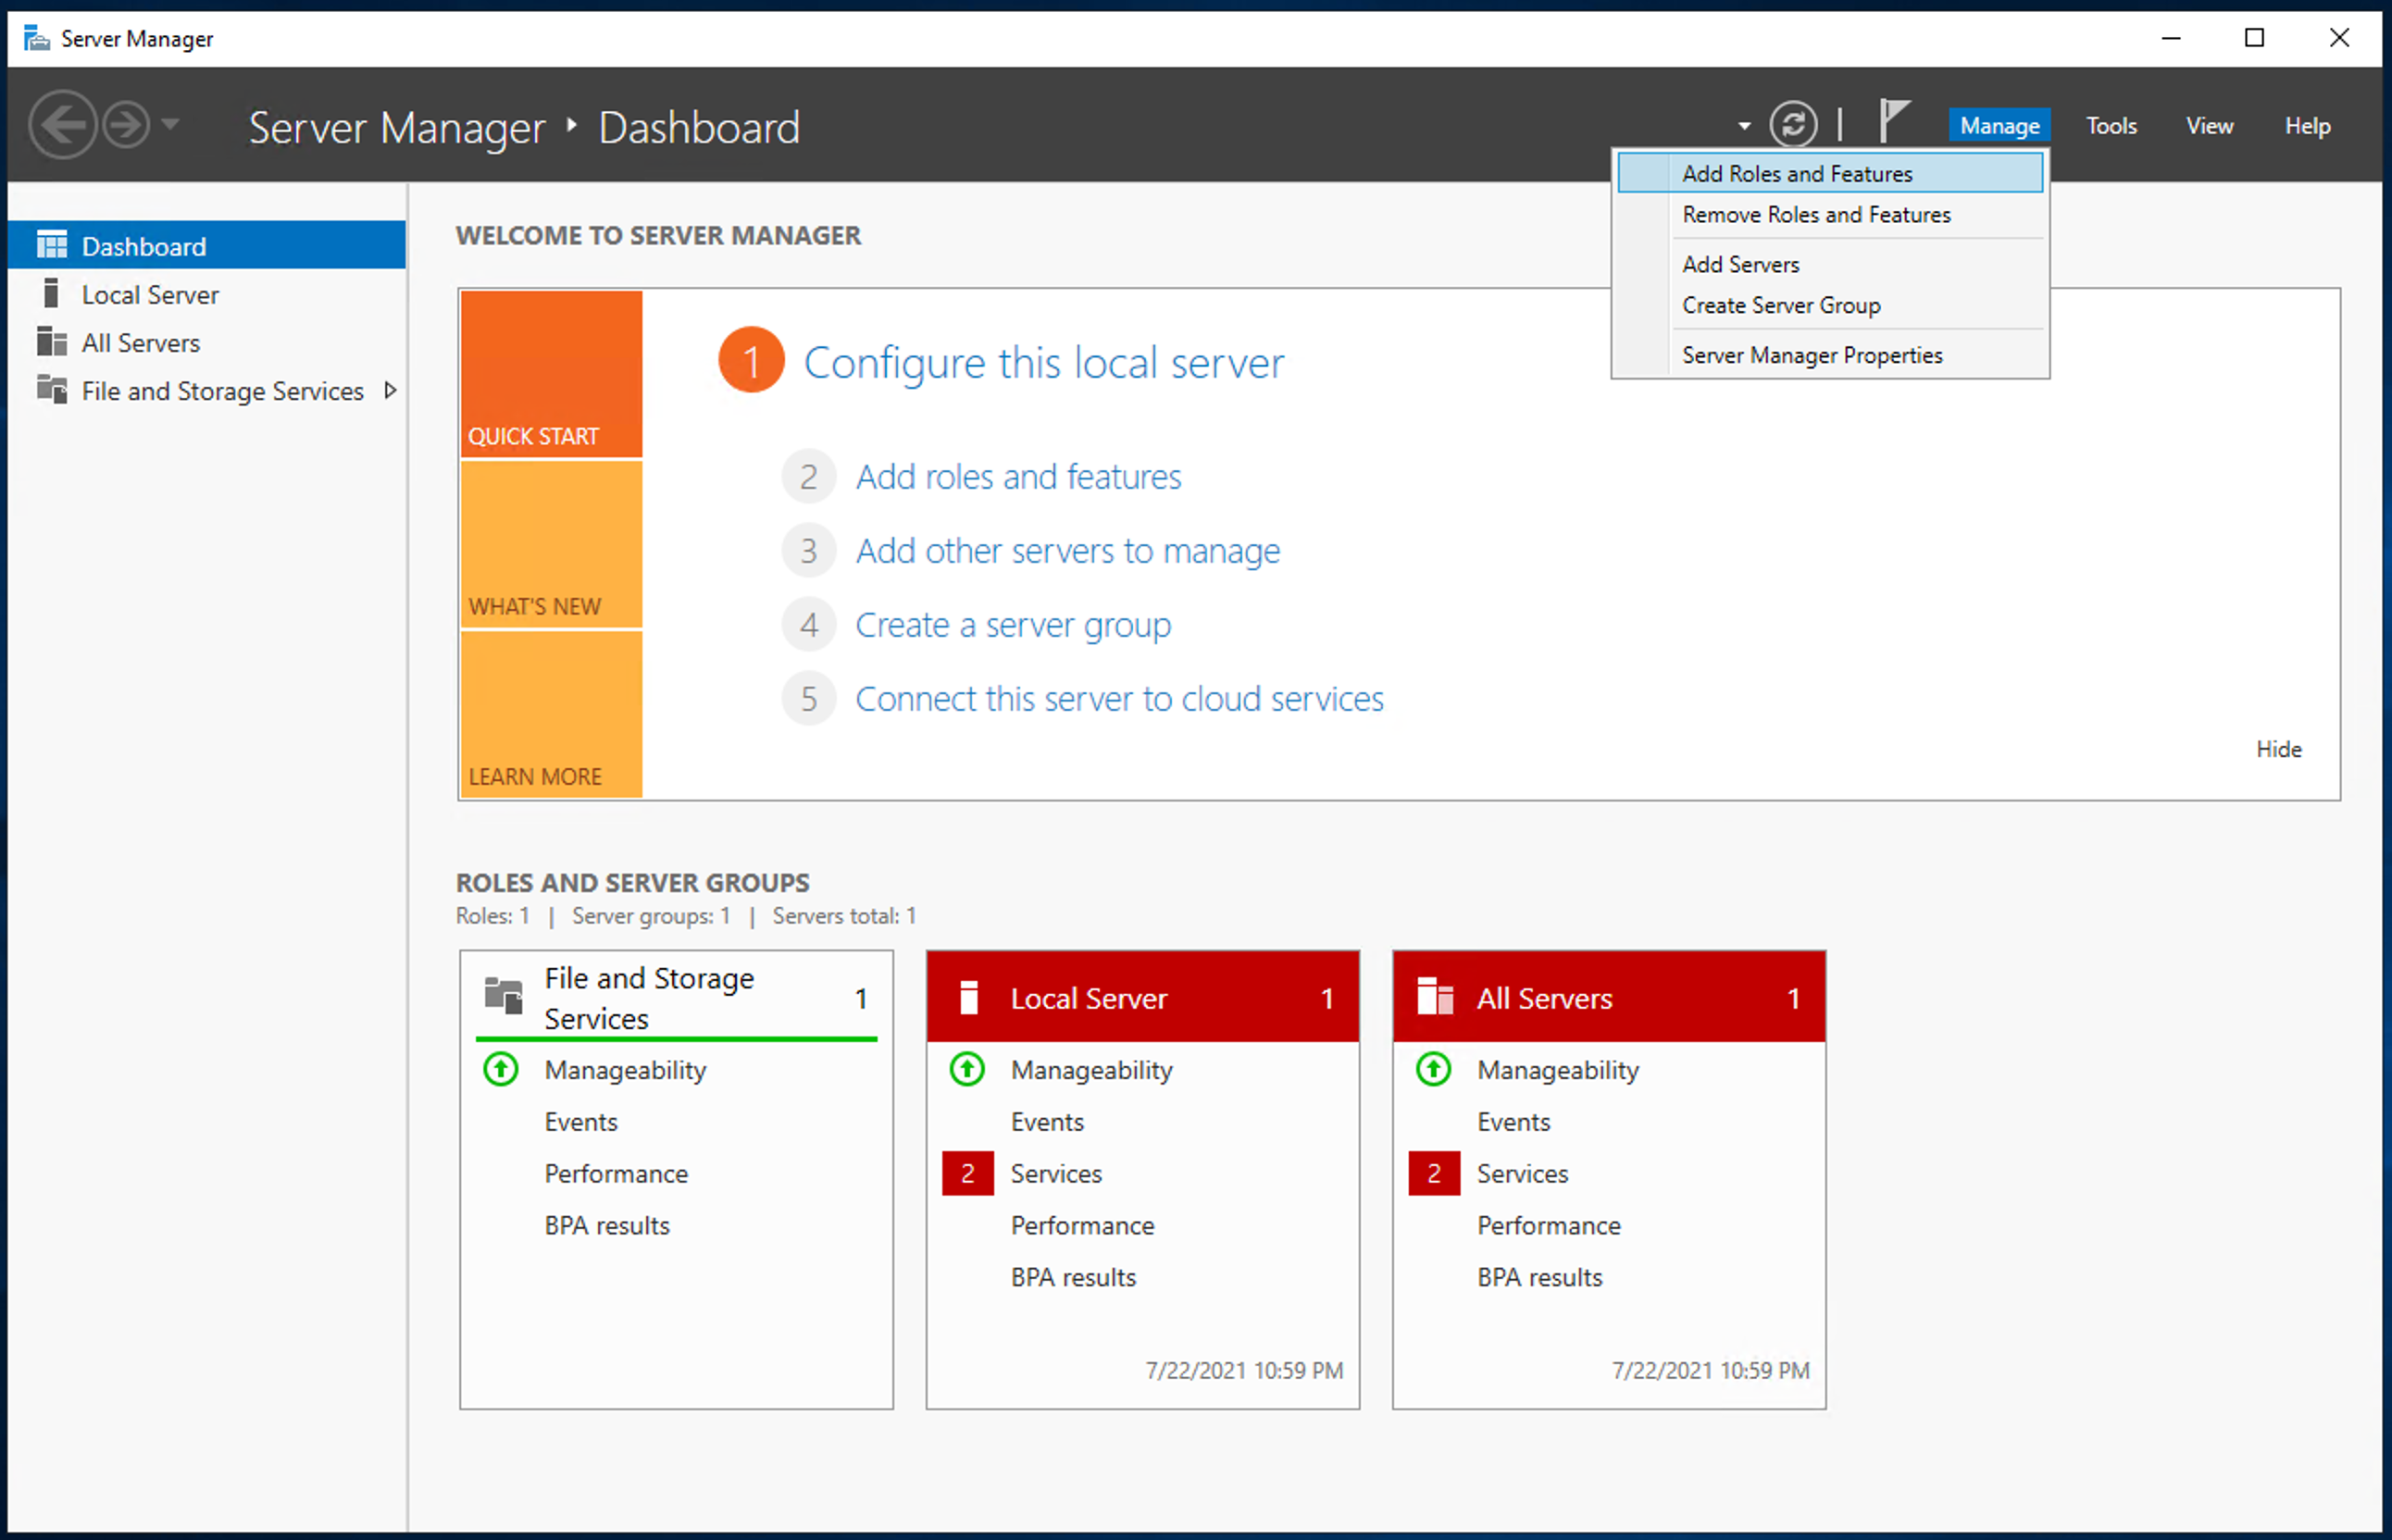 Server Manager
Server Manager Dashboard
Manage Tools View Help
Add Roles and Features
Remove Roles and Features
Add Servers
Create Server Group
Server Manager Properties
Dashboard
Local Server
All Servers
File and Storage Services
WELCOME TO SERVER MANAGER
QUICK START
WHAT'S NEW
LEARN MORE
1 Configure this local server
2 Add roles and features
3 Add other servers to manage
4 Create a server group
5 Connect this server to cloud services
Hide
ROLES AND SERVER GROUPS
Roles: 1 | Server groups: 1 | Servers total: 1
File and Storage
Services 1
Manageability
Events
Performance
BPA results
Local Server 1
Manageability
Events
2 Services
Performance
BPA results
7/22/2021 10:59 PM
All Servers 1
Manageability
Events
2 Services
Performance
BPA results
7/22/2021 10:59 PM